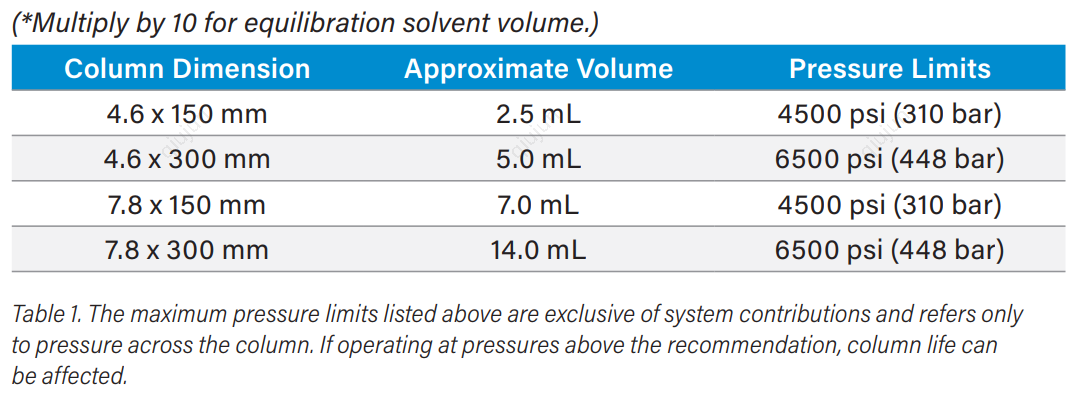 (*Multiply by 10 for equilibration solvent volume.)
Column Dimension Approximate Volume Pressure Limits
4.6 x 150 mm 2.5 mL 4500 psi (310 bar)
4.6 x 300 mm 5.0 mL 6500 psi (448 bar)
7.8 x 150 mm 7.0 mL 4500 psi (310 bar)
7.8 x 300 mm 14.0 mL 6500 psi (448 bar)
Table 1. The maximum pressure limits listed above are exclusive of system contributions and refers only
to pressure across the column. If operating at pressures above the recommendation, column life can
be affected.